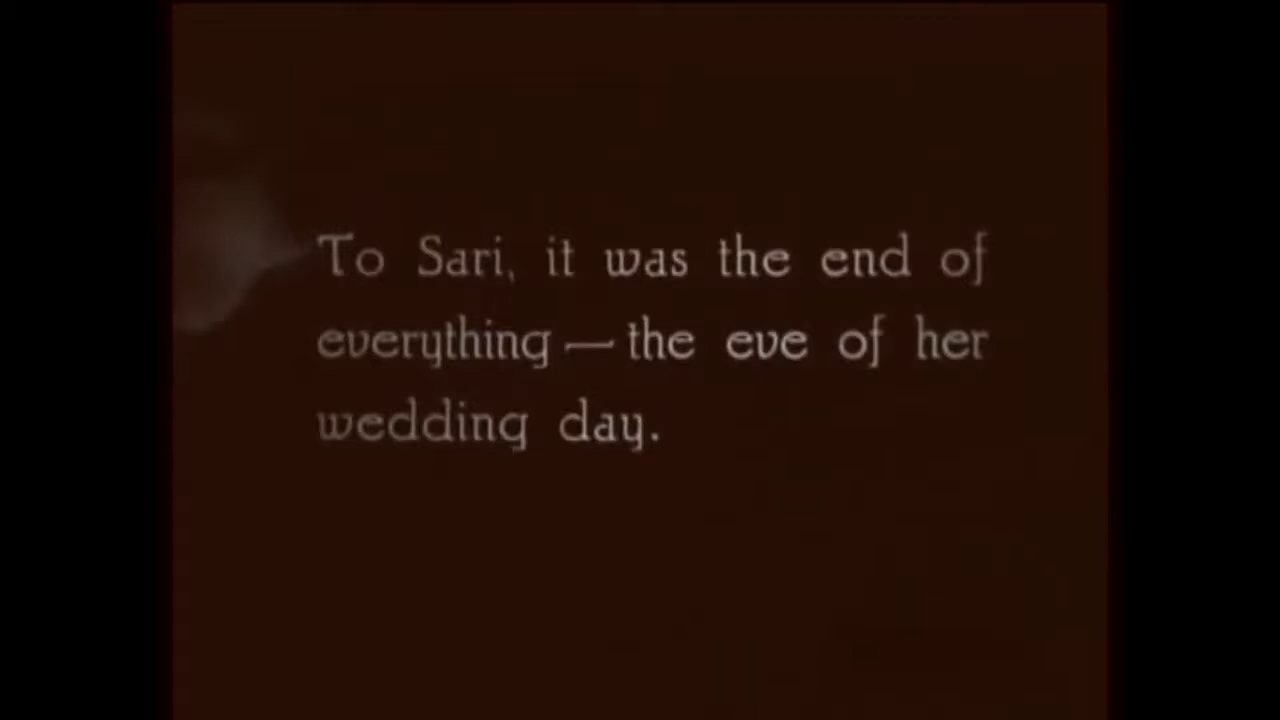 To Sari, it was the end of
everything — the eve of her
wedding day.